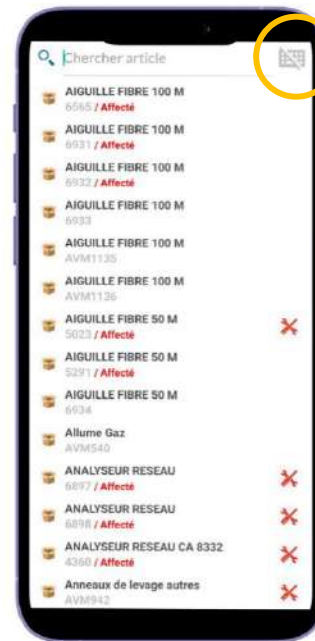 Chercher article
AIGUILLE FIBRE 100 M
6565 / Affecté
AIGUILLE FIBRE 100 M
6931 / Affecté
AIGUILLE FIBRE 100 M
6932 / Affecté
AIGUILLE FIBRE 100 M
6933
AIGUILLE FIBRE 100 M
AVM1135
AIGUILLE FIBRE 100 M
AVM1136
AIGUILLE FIBRE 50 M
5023 / Affecté
AIGUILLE FIBRE 50 M
5291 / Affecté
AIGUILLE FIBRE 50 M
6934
Allume Gaz
AVM540
ANALYSEUR RESEAU
6897 / Affecté
ANALYSEUR RESEAU
6898 / Affecté
ANALYSEUR RESEAU CA 8332
4360 / Affecté
Anneaux de levage autres
AVM942